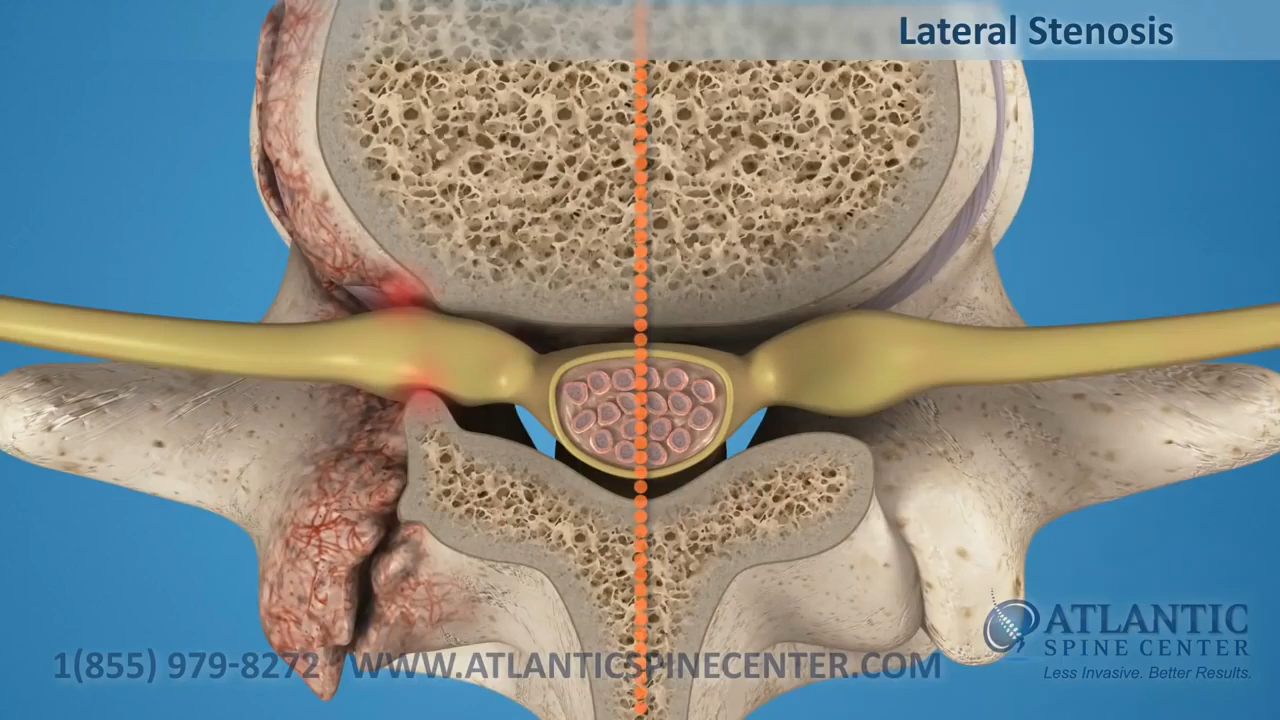 Lateral Stenosis
ATLANTIC
SPINE CENTER
Less Invasive. Better Results.
1(855) 979-8272 WWW.ATLANTICSPINECENTER.COM